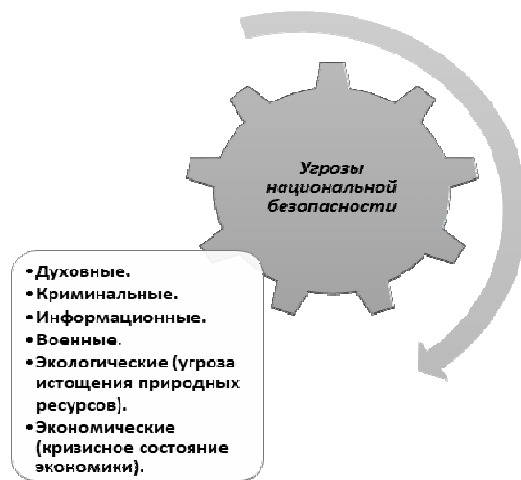 Угрозы
национальной
безопасности
•Духовные.
•Криминальные.
•Информационные.
•Военные.
•Экологические (угроза
истощения природных
ресурсов).
•Экономические
(кризисное состояние
экономики).